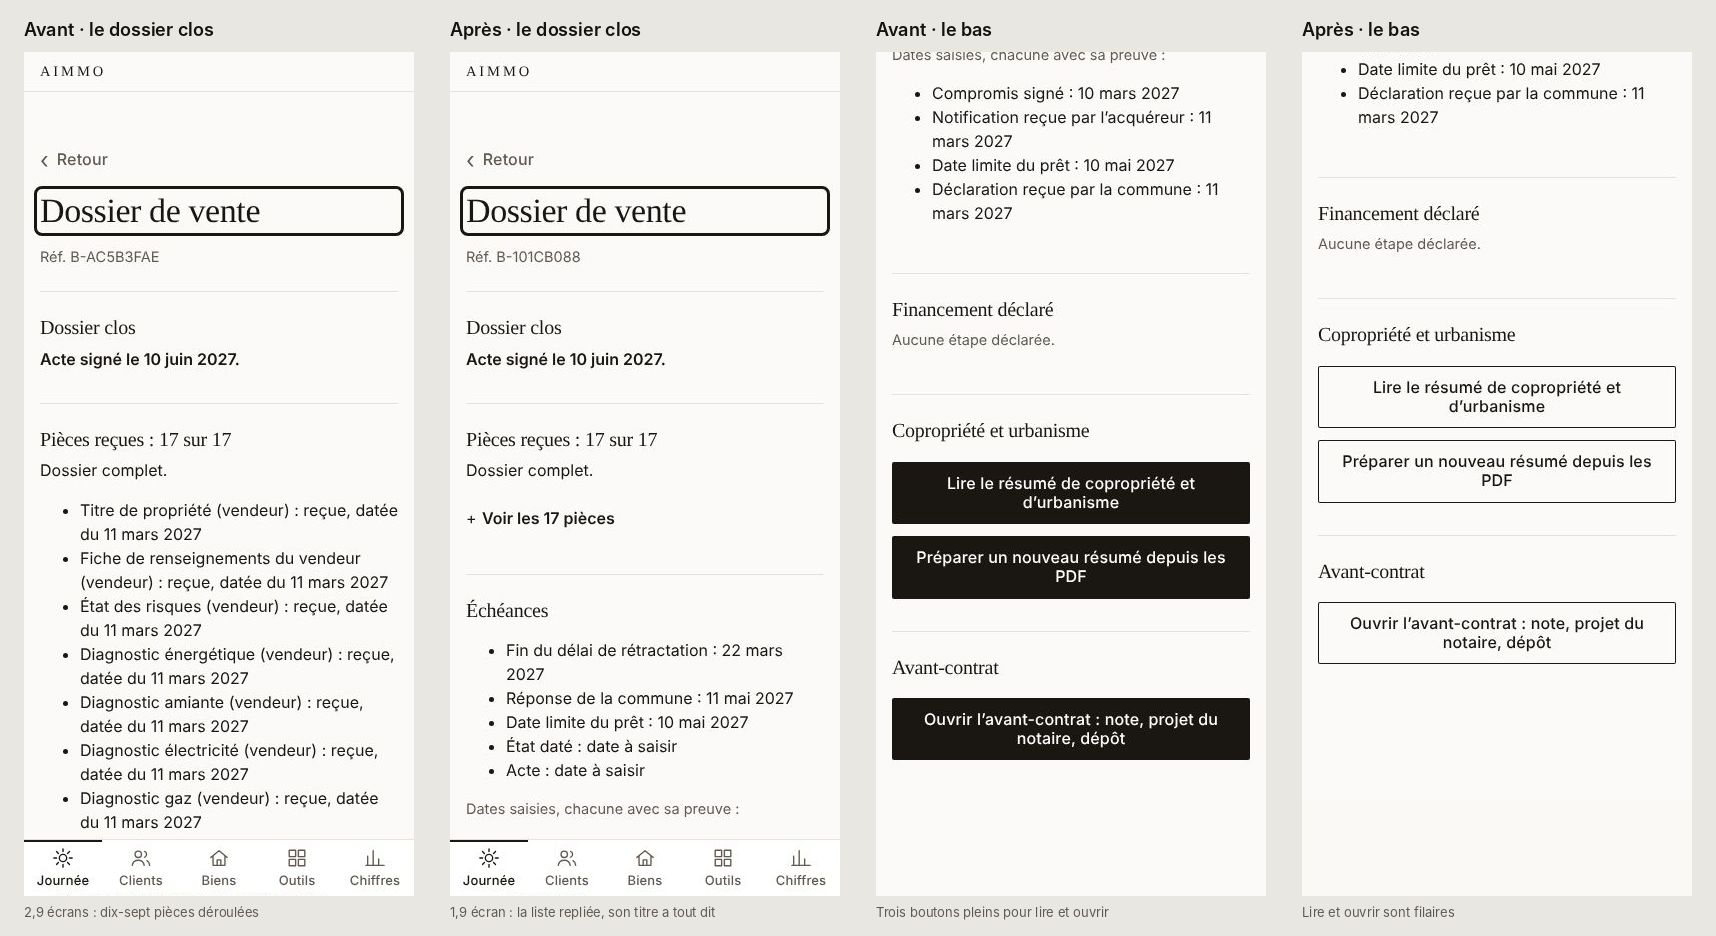 Avant · le dossier clos
AIMMO
‹ Retour
Dossier de vente
Réf. B-AC5B3FAE
Dossier clos
Acte signé le 10 juin 2027.
Pièces reçues : 17 sur 17
Dossier complet.
• Titre de propriété (vendeur) : reçue, datée
du 11 mars 2027
• Fiche de renseignements du vendeur
(vendeur) : reçue, datée du 11 mars 2027
• État des risques (vendeur) : reçue, datée
du 11 mars 2027
• Diagnostic énergétique (vendeur) : reçue,
datée du 11 mars 2027
• Diagnostic amiante (vendeur) : reçue,
datée du 11 mars 2027
• Diagnostic électricité (vendeur) : reçue,
datée du 11 mars 2027
• Diagnostic gaz (vendeur) : reçue, datée
du 11 mars 2027
Journée Clients Biens Outils Chiffres
2,9 écrans : dix-sept pièces déroulées
Après · le dossier clos
AIMMO
‹ Retour
Dossier de vente
Réf. B-101CB088
Dossier clos
Acte signé le 10 juin 2027.
Pièces reçues : 17 sur 17
Dossier complet.
+ Voir les 17 pièces
Échéances
• Fin du délai de rétractation : 22 mars
2027
• Réponse de la commune : 11 mai 2027
• Date limite du prêt : 10 mai 2027
• État daté : date à saisir
• Acte : date à saisir
Dates saisies, chacune avec sa preuve :
Journée Clients Biens Outils Chiffres
1,9 écran : la liste repliée, son titre a tout dit
Avant · le bas
Dates saisies, chacune avec sa preuve :
• Compromis signé : 10 mars 2027
• Notification reçue par l’acquéreur : 11
mars 2027
• Date limite du prêt : 10 mai 2027
• Déclaration reçue par la commune : 11
mars 2027
Financement déclaré
Aucune étape déclarée.
Copropriété et urbanisme
Lire le résumé de copropriété et
d’urbanisme
Préparer un nouveau résumé depuis les
PDF
Avant-contrat
Ouvrir l’avant-contrat : note, projet du
notaire, dépôt
Trois boutons pleins pour lire et ouvrir
Après · le bas
• Date limite du prêt : 10 mai 2027
• Déclaration reçue par la commune : 11
mars 2027
Financement déclaré
Aucune étape déclarée.
Copropriété et urbanisme
Lire le résumé de copropriété et
d’urbanisme
Préparer un nouveau résumé depuis les
PDF
Avant-contrat
Ouvrir l’avant-contrat : note, projet du
notaire, dépôt
Lire et ouvrir sont filaires